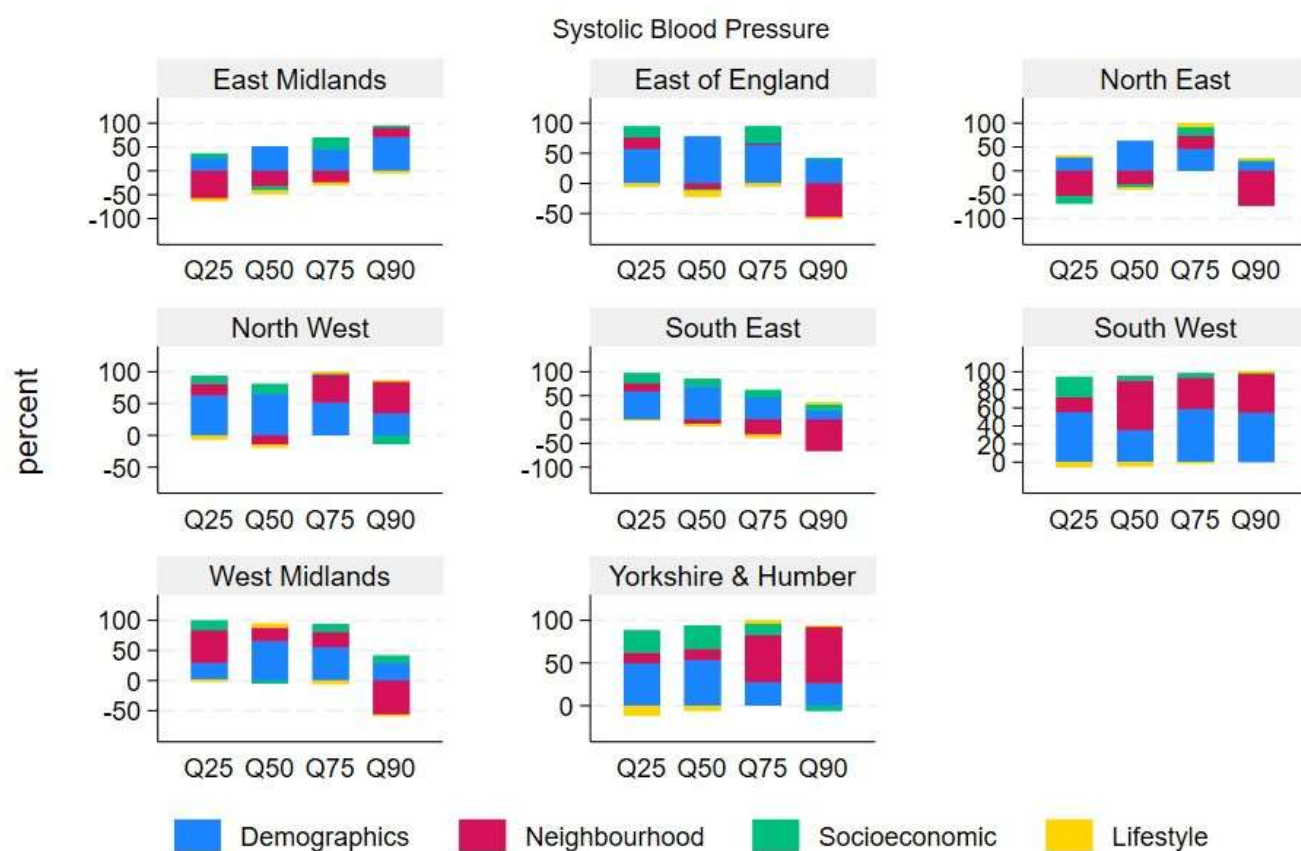 Systolic Blood Pressure
East Midlands
East of England
North East
100
50
0
-50
-100
100
50
0
-50
100
50
0
-50
-100
Q25 Q50 Q75 Q90
Q25 Q50 Q75 Q90
Q25 Q50 Q75 Q90
percent
North West
South East
South West
100
50
0
-50
100
50
0
-50
-100
100
80
60
40
20
0
Q25 Q50 Q75 Q90
Q25 Q50 Q75 Q90
Q25 Q50 Q75 Q90
West Midlands
Yorkshire & Humber
100
50
0
-50
100
50
0
Q25 Q50 Q75 Q90
Q25 Q50 Q75 Q90
Demographics Neighbourhood Socioeconomic Lifestyle